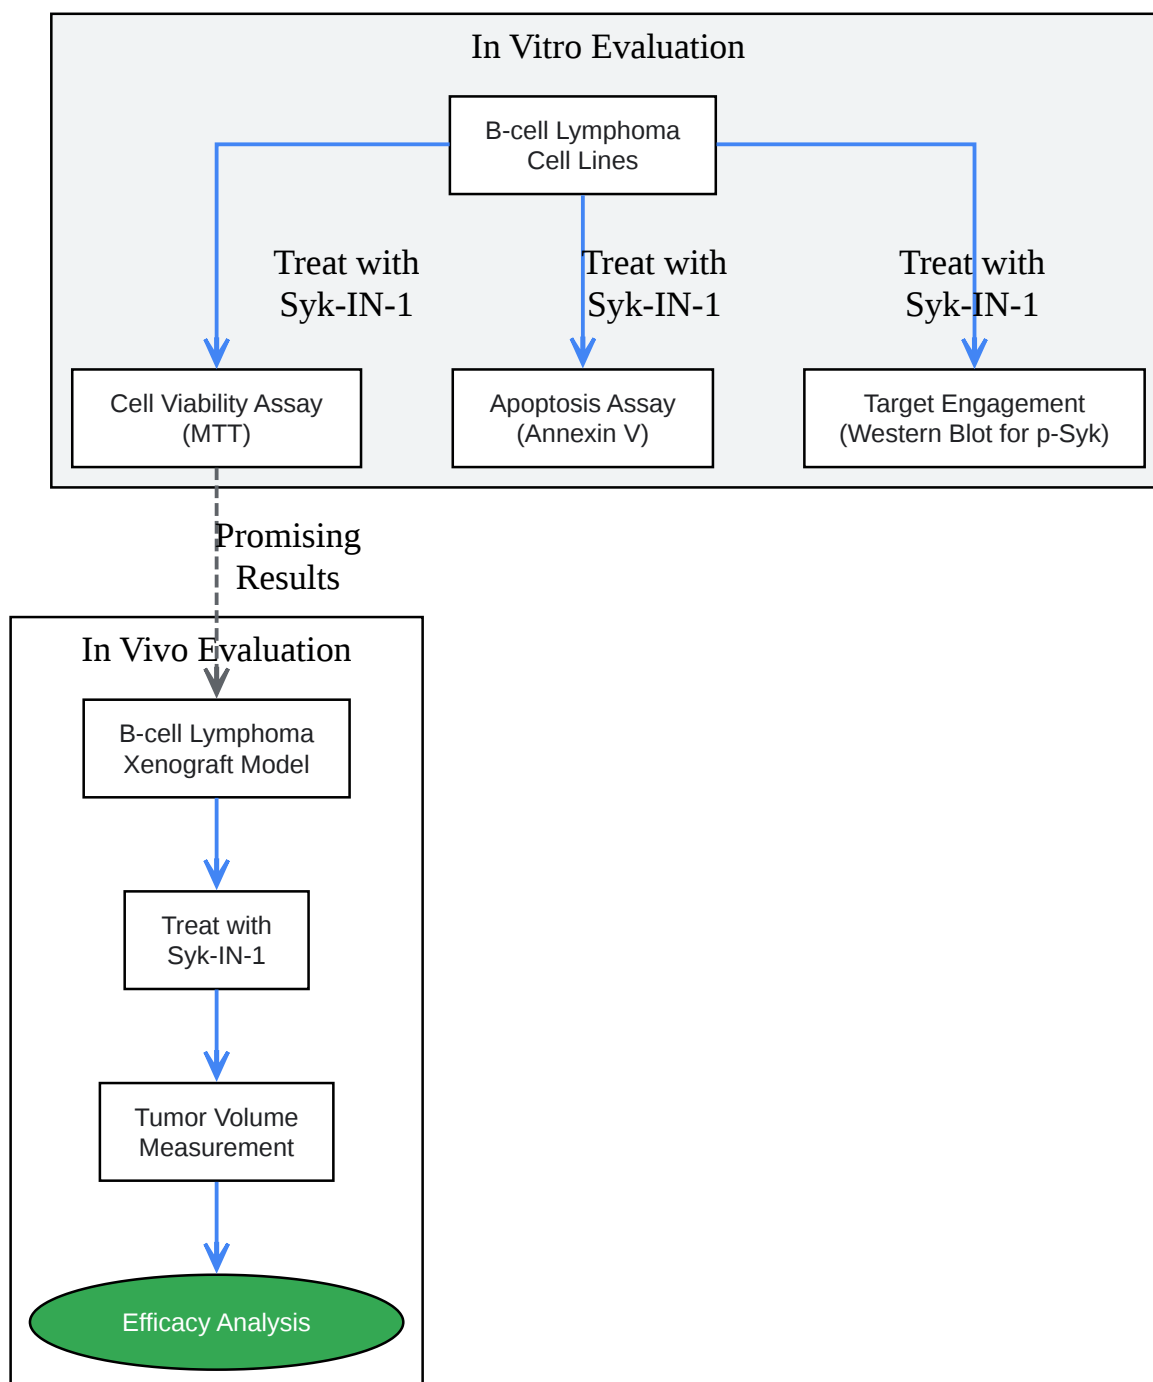 In Vitro Evaluation
B-cell Lymphoma
Cell Lines
Treat with
Syk-IN-1
Treat with
Syk-IN-1
Treat with
Syk-IN-1
Cell Viability Assay
(MTT)
Apoptosis Assay
(Annexin V)
Target Engagement
(Western Blot for p-Syk)
Promising
Results
In Vivo Evaluation
B-cell Lymphoma
Xenograft Model
Treat with
Syk-IN-1
Tumor Volume
Measurement
Efficacy Analysis